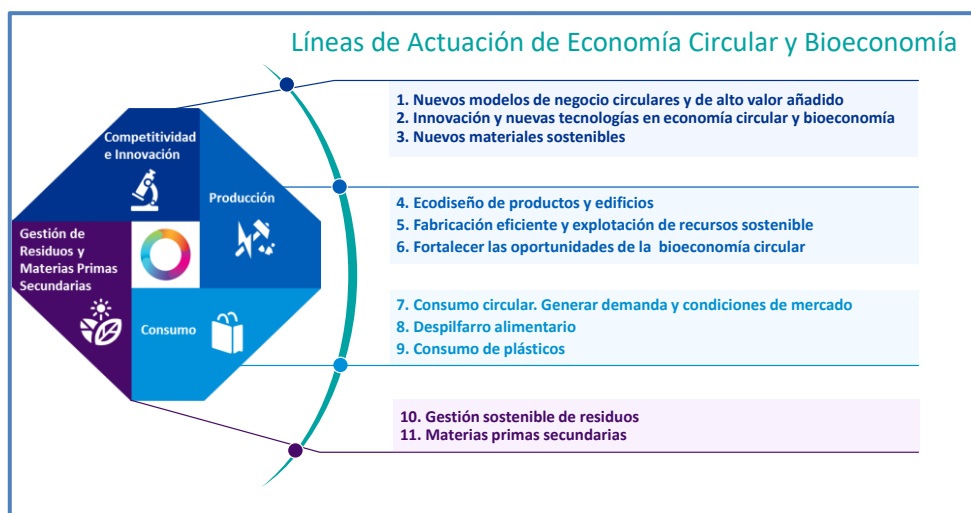 Líneas de Actuación de Economía Circular y Bioeconomía
Competitividad
e Innovación
Producción
Gestión de
Residuos y
Materias Primas
Secundarias
Consumo
1. Nuevos modelos de negocio circulares y de alto valor añadido
2. Innovación y nuevas tecnologías en economía circular y bioeconomía
3. Nuevos materiales sostenibles
4. Ecodiseño de productos y edificios
5. Fabricación eficiente y explotación de recursos sostenible
6. Fortalecer las oportunidades de la bioeconomía circular
7. Consumo circular. Generar demanda y condiciones de mercado
8. Despilfarro alimentario
9. Consumo de plásticos
10. Gestión sostenible de residuos
11. Materias primas secundarias